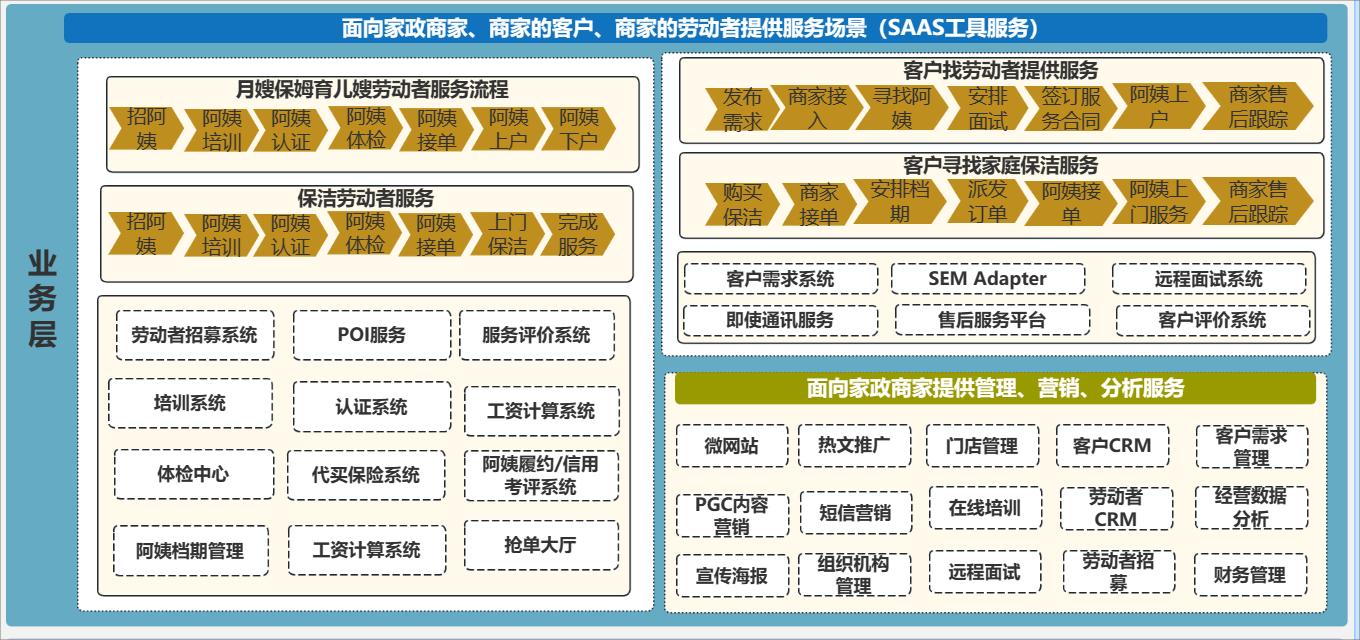 面向家政商家、商家的客户、商家的劳动者提供服务场景（SAAS工具服务）
业
务
层
月嫂保姆育儿嫂劳动者服务流程
招阿
姨
阿姨
培训
阿姨
认证
阿姨
体检
阿姨
接单
阿姨
上户
阿姨
下户
保洁劳动者服务
招阿
姨
阿姨
培训
阿姨
认证
阿姨
体检
阿姨
接单
上门
保洁
完成
服务
劳动者招募系统
POI服务
服务评价系统
培训系统
认证系统
工资计算系统
体检中心
代买保险系统
阿姨履约/信用
考评系统
阿姨档期管理
工资计算系统
抢单大厅
客户找劳动者提供服务
发布
需求
商家接
入
寻找阿
姨
安排
面试
签订服
务合同
阿姨上
户
商家售
后跟踪
客户寻找家庭保洁服务
购买
保洁
商家
接单
安排档
期
派发
订单
阿姨接
单
阿姨上
门服务
商家售
后跟踪
客户需求系统
SEM Adapter
远程面试系统
即使通讯服务
售后服务平台
客户评价系统
面向家政商家提供管理、营销、分析服务
微网站
热文推广
门店管理
客户CRM
客户需求
管理
PGC内容
营销
短信营销
在线培训
劳动者
CRM
经营数据
分析
宣传海报
组织机构
管理
远程面试
劳动者招
募
财务管理